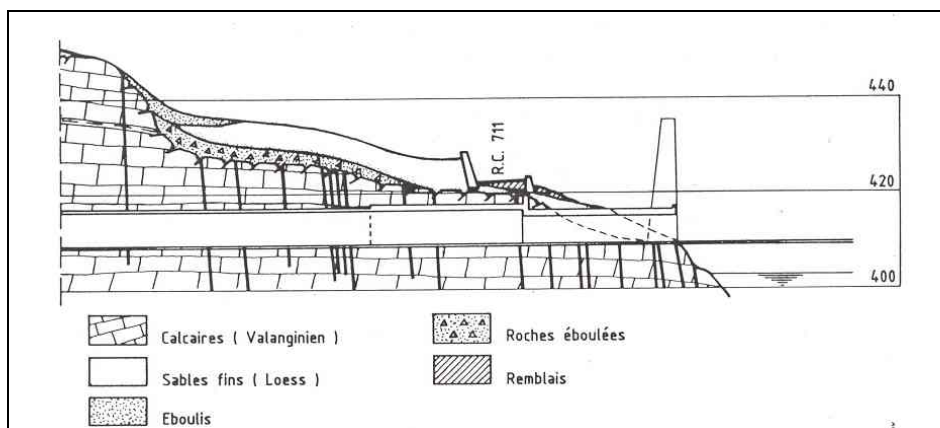 440
R.C. 711
420
400
Calcaires ( Valanginien )
Roches éboulées
Sables fins ( Loess )
Remblais
Eboulis